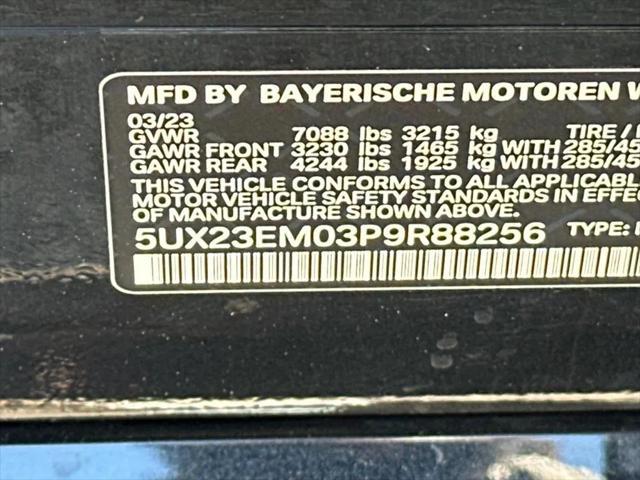 MFD BY BAYERISCHE MOTOREN W
03/23
GVWR 7088 lbs 3215 kg TIRE /
GAWR FRONT 3230 lbs 1465 kg WITH 285/45
GAWR REAR 4244 lbs 1925 kg WITH 285/45
THIS VEHICLE CONFORMS TO ALL APPLICABLE
MOTOR VEHICLE SAFETY STANDARDS IN EFFECT
OF MANUFACTURE SHOWN ABOVE.
5UX23EM03P9R88256 TYPE: